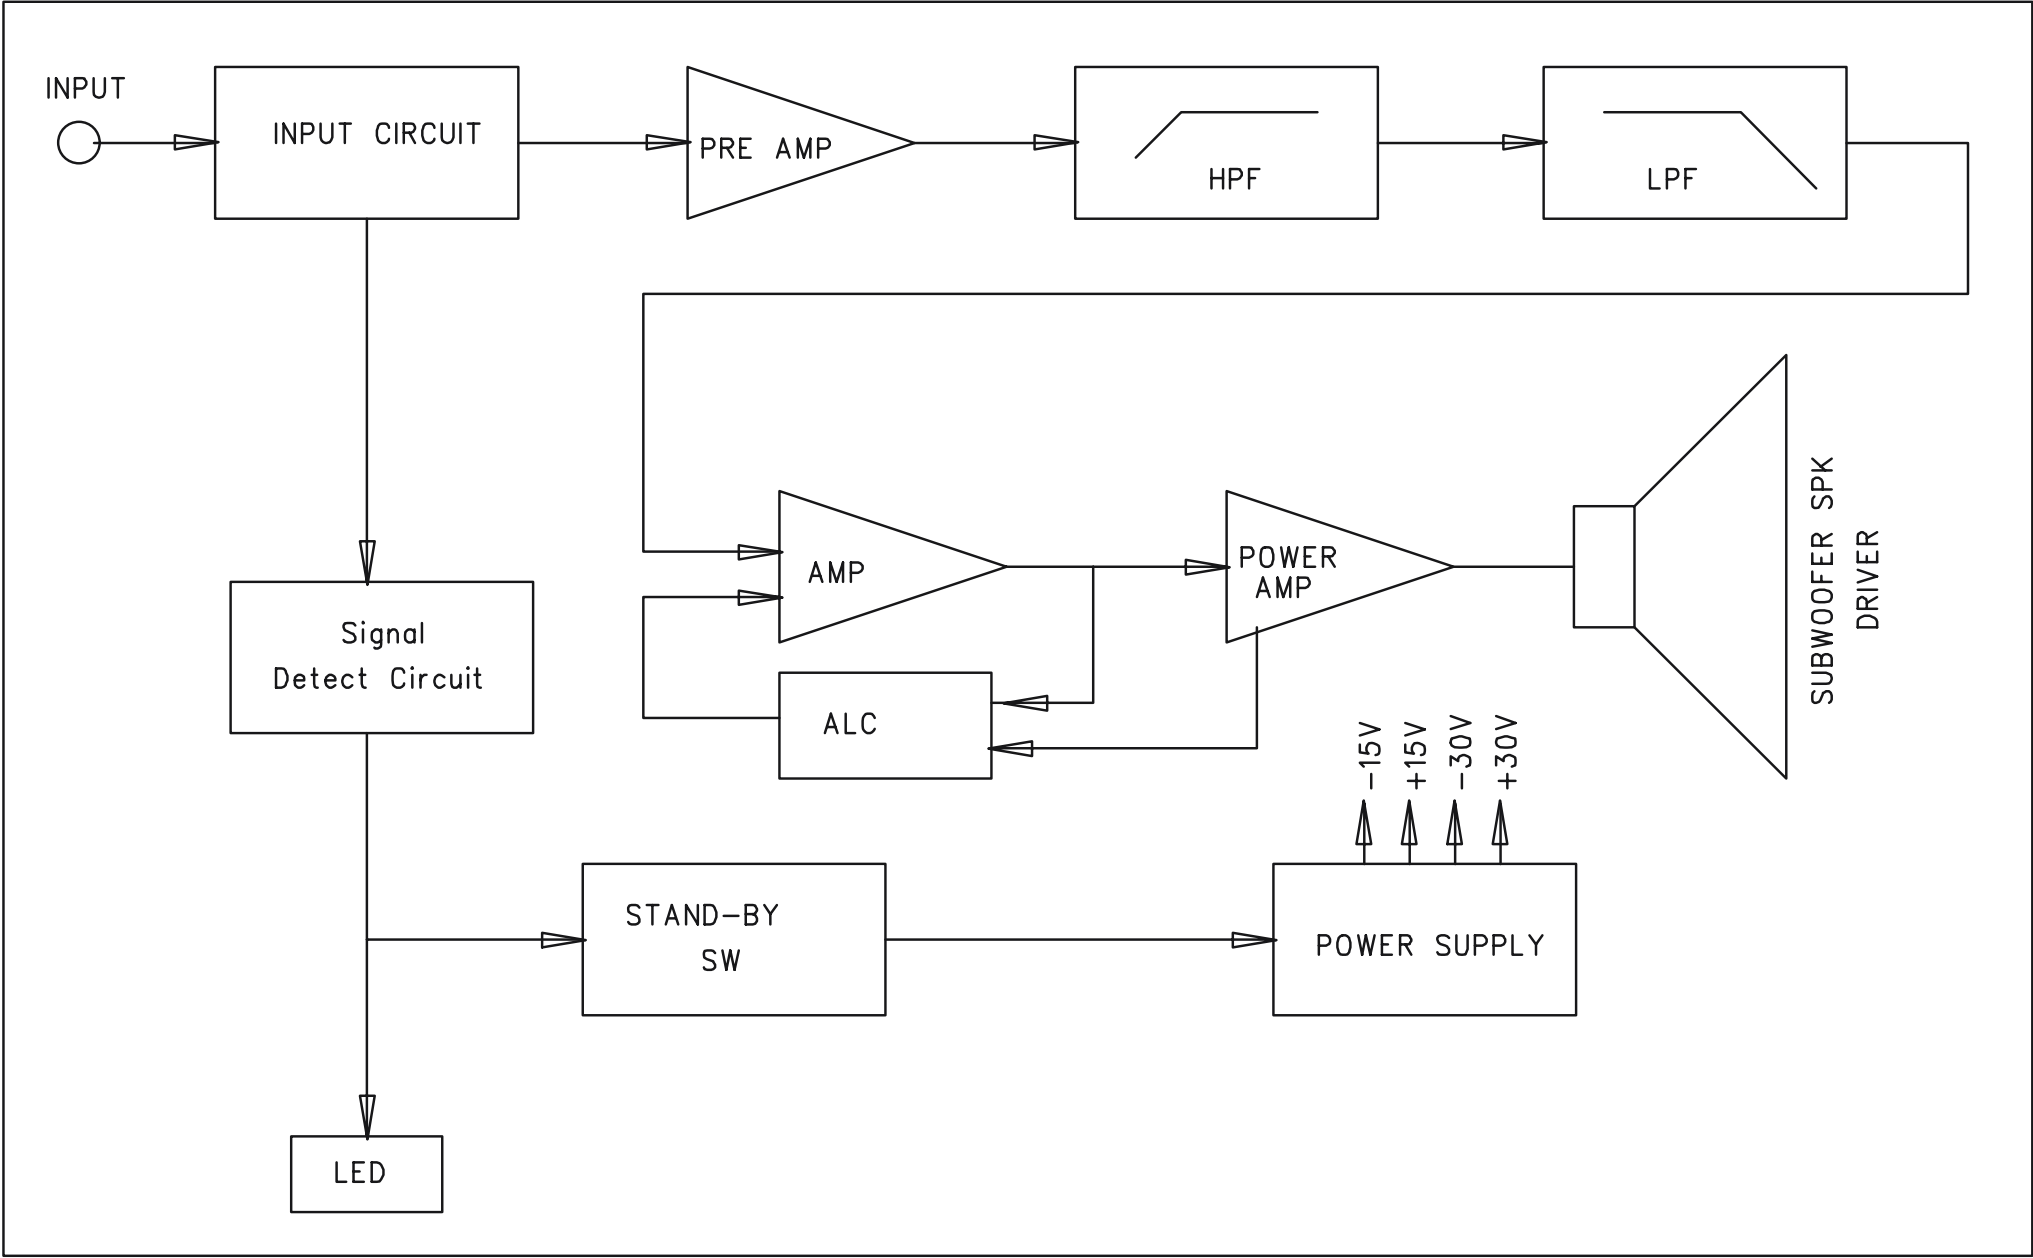 INPUT
INPUT CIRCUIT
PRE AMP
HPF
LPF
AMP
POWER
AMP
SUBWOOFER SPK
DRIVER
Signal
Detect Circuit
ALC
-15V
+15V
-30V
+30V
STAND-BY
SW
POWER SUPPLY
LED